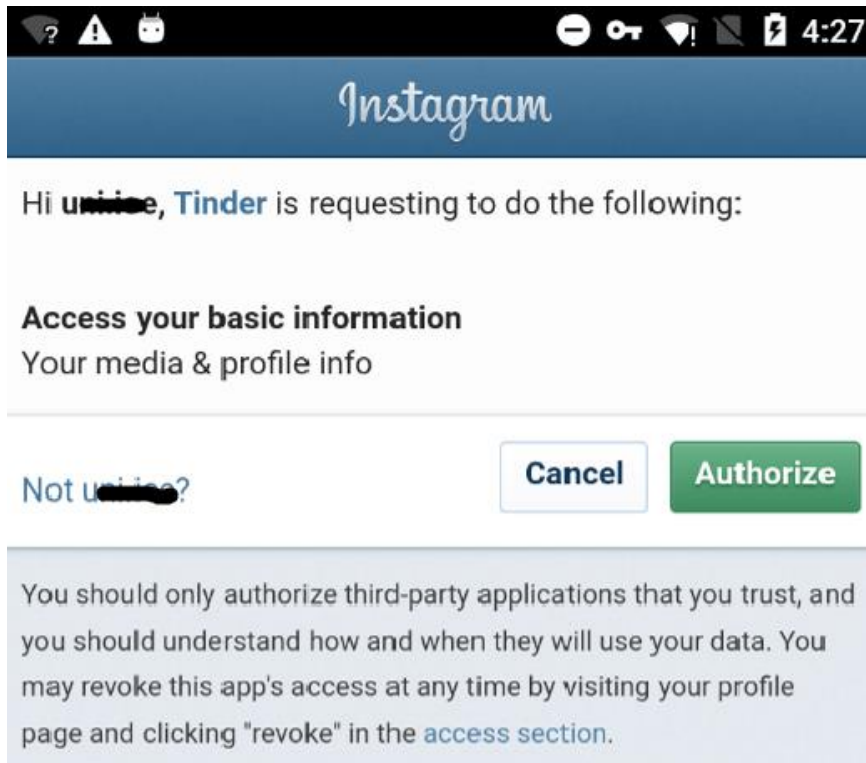 4:27
Instagram
Hi, Tinder is requesting to do the following:
Access your basic information
Your media & profile info
Not ?
Cancel
Authorize
You should only authorize third-party applications that you trust, and
you should understand how and when they will use your data. You
may revoke this app's access at any time by visiting your profile
page and clicking "revoke" in the access section.